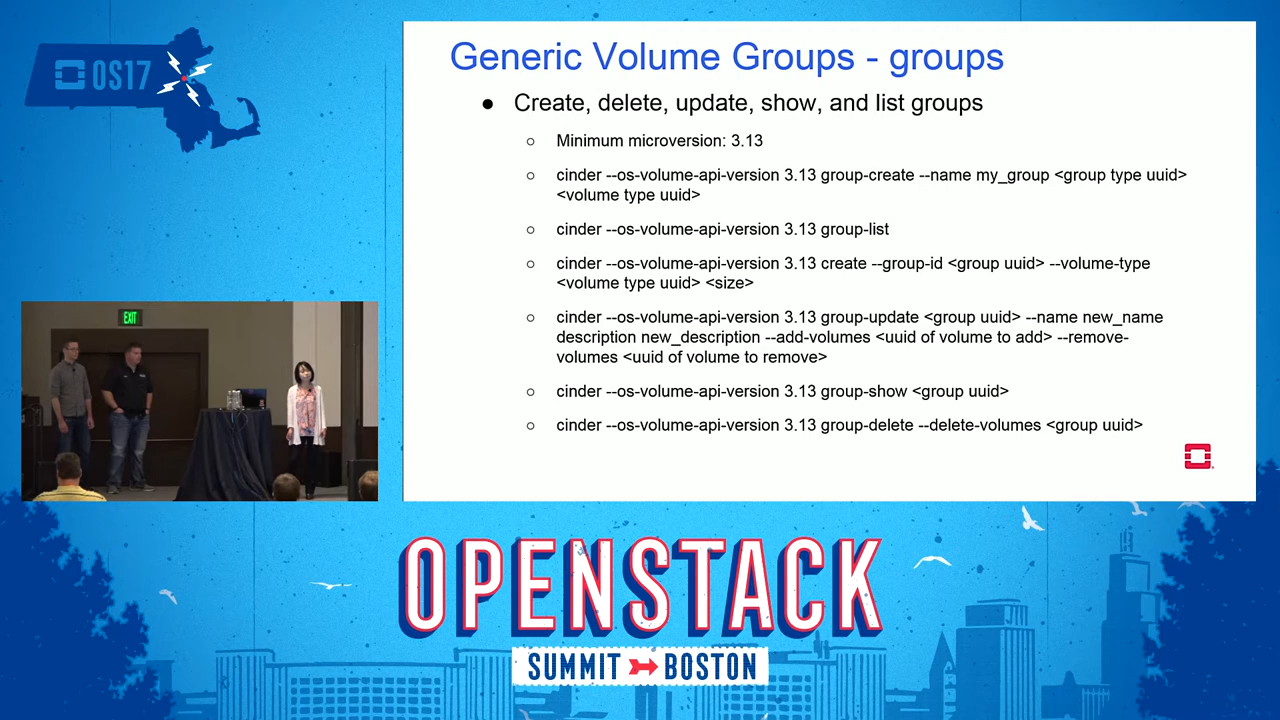 OS17
Generic Volume Groups - groups
● Create, delete, update, show, and list groups
○ Minimum microversion: 3.13
○ cinder --os-volume-api-version 3.13 group-create --name my_group <group type uuid>
<volume type uuid>
○ cinder --os-volume-api-version 3.13 group-list
○ cinder --os-volume-api-version 3.13 create --group-id <group uuid> --volume-type
<volume type uuid> <size>
○ cinder --os-volume-api-version 3.13 group-update <group uuid> --name new_name
description new_description --add-volumes <uuid of volume to add> --remove-
volumes <uuid of volume to remove>
○ cinder --os-volume-api-version 3.13 group-show <group uuid>
○ cinder --os-volume-api-version 3.13 group-delete --delete-volumes <group uuid>
EXIT
OPENSTACK
SUMMIT BOSTON